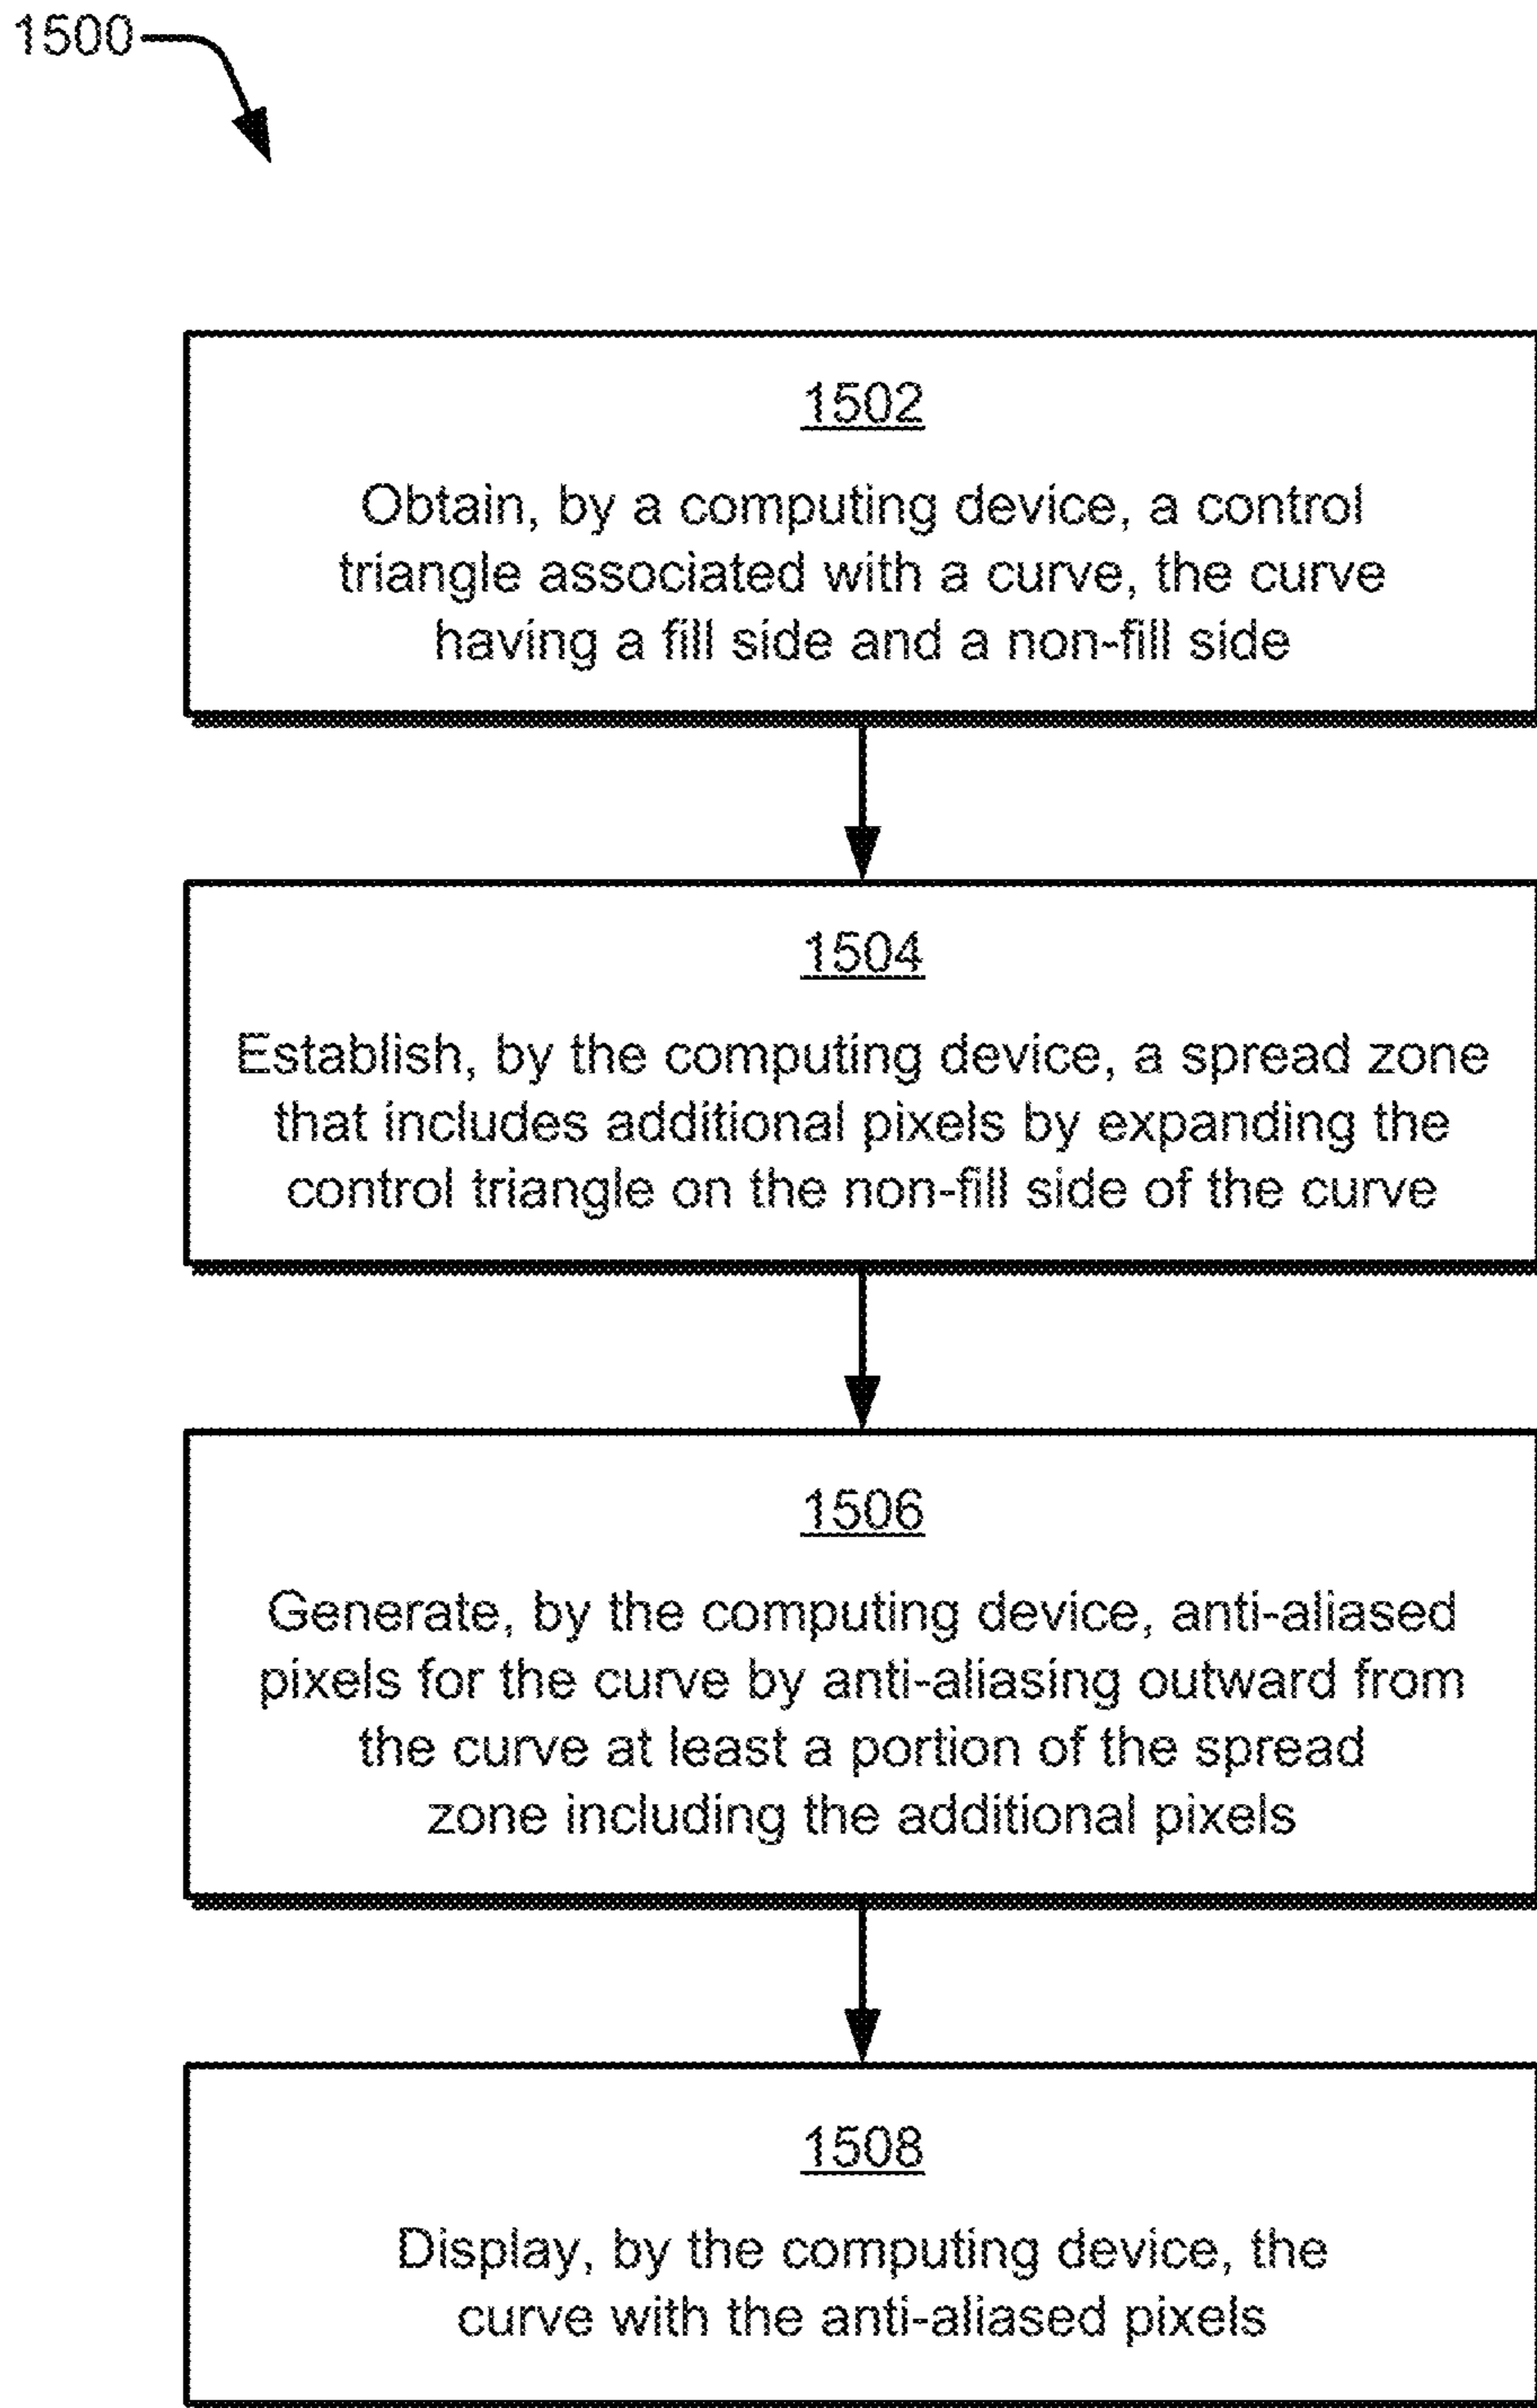 1500
1502
Obtain, by a computing device, a control
triangle associated with a curve, the curve
having a fill side and a non-fill side
1504
Establish, by the computing device, a spread zone
that includes additional pixels by expanding the
control triangle on the non-fill side of the curve
1506
Generate, by the computing device, anti-aliased
pixels for the curve by anti-aliasing outward from
the curve at least a portion of the spread
zone including the additional pixels
1508
Display, by the computing device, the
curve with the anti-aliased pixels